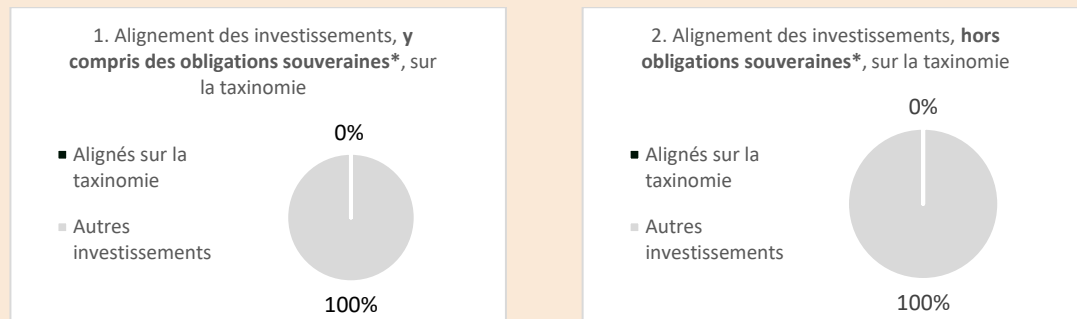 1. Alignement des investissements, y
compris des obligations souveraines*, sur
la taxinomie
0%
Alignés sur la
taxinomie
Autres
investissements
100%
2. Alignement des investissements, hors
obligations souveraines*, sur la taxinomie
0%
Alignés sur la
taxinomie
Autres
investissements
100%